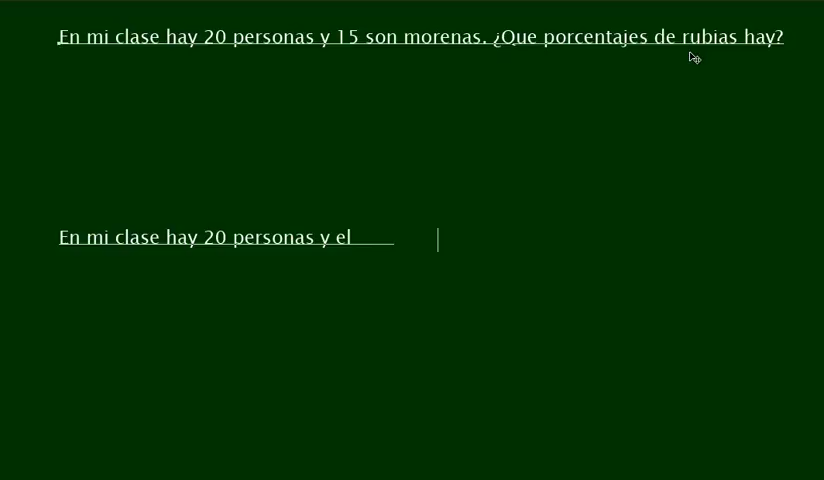 En mi clase hay 20 personas y 15 son morenas. ¿Que porcentajes de rubias hay?
En mi clase hay 20 personas y el